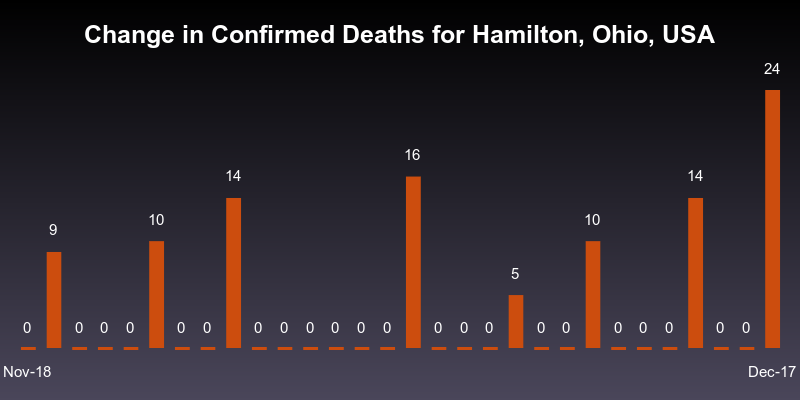 Change in Confirmed Deaths for Hamilton, Ohio, USA
0 9 0 0 0 10 0 0 14 0 0 0 0 0 0 16 0 0 0 5 0 0 10 0 0 0 14 0 0 24
Nov-18 Dec-17